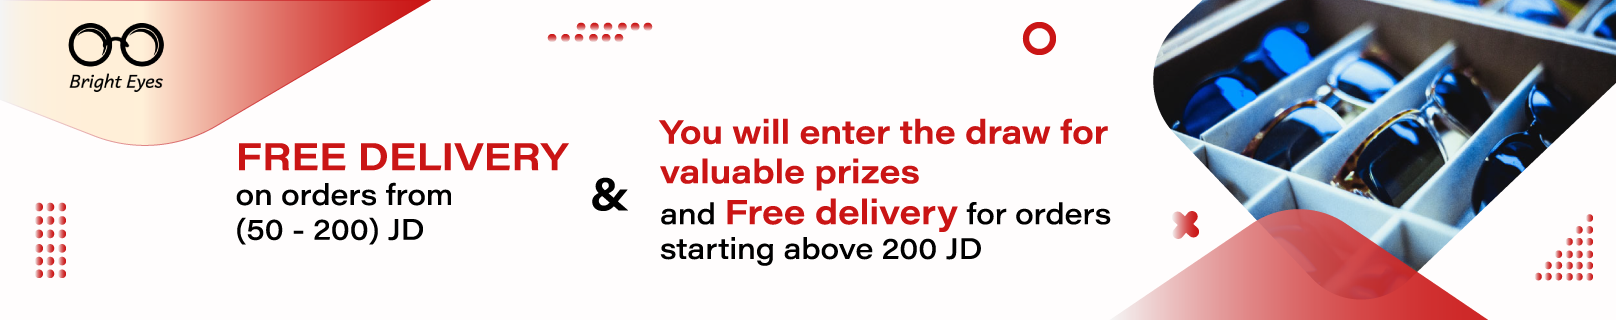 Bright Eyes
FREE DELIVERY
on orders from
(50 - 200) JD
&
You will enter the draw for
valuable prizes
and Free delivery for orders
starting above 200 JD